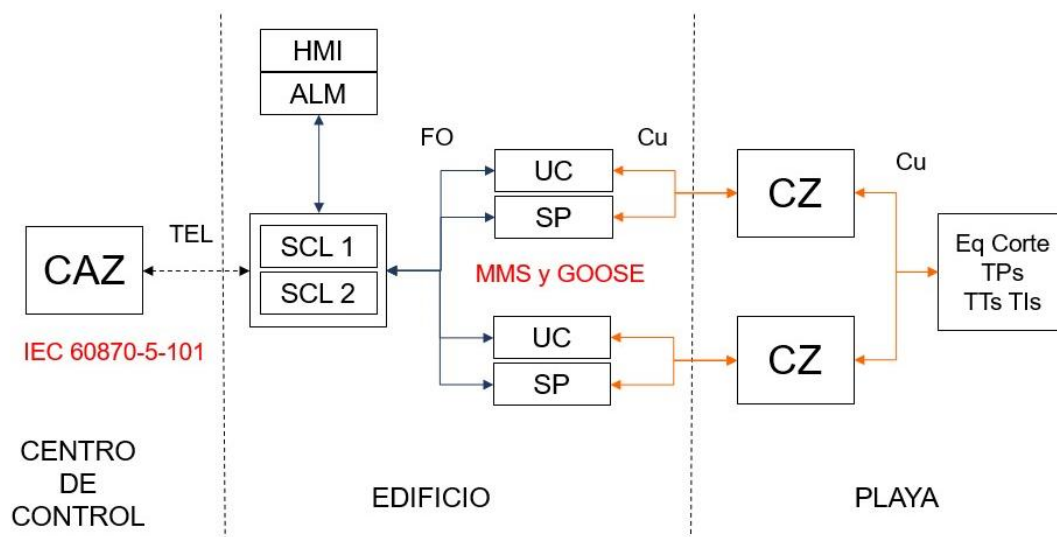 HMI
ALM
FO
Cu
UC
SP
CZ
Cu
TEL
CAZ
SCL 1
SCL 2
MMS y GOOSE
Eq Corte
TPs
TTs TIs
IEC 60870-5-101
UC
SP
CZ
CENTRO
DE
CONTROL
EDIFICIO
PLAYA